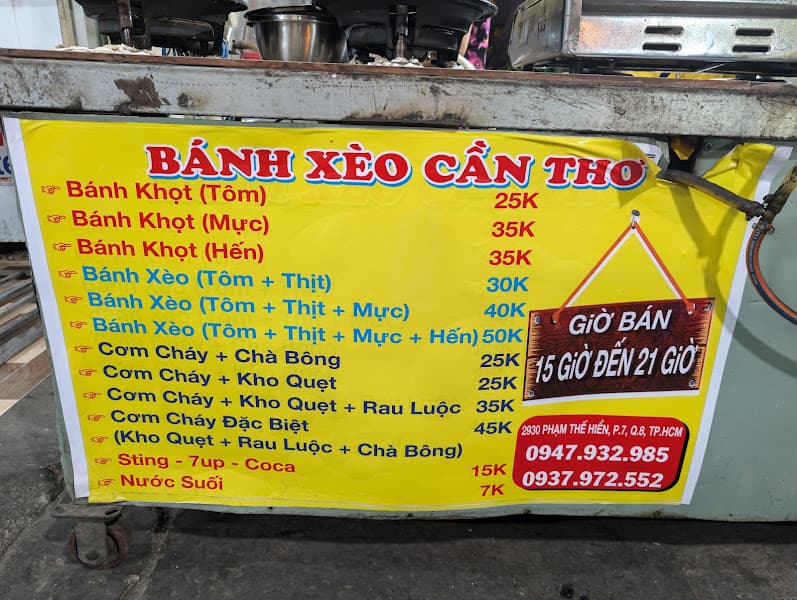 BÁNH XÈO CẦN THƠ
Bánh Khọt (Tôm) 25K
Bánh Khọt (Mực) 35K
Bánh Khọt (Hến) 35K
Bánh Xèo (Tôm + Thịt) 30K
Bánh Xèo (Tôm + Thịt + Mực) 40K
Bánh Xèo (Tôm + Thịt + Mực + Hến) 50K
Cơm Cháy + Chà Bông 25K
Cơm Cháy + Kho Quẹt 25K
Cơm Cháy + Kho Quẹt + Rau Luộc 35K
Cơm Cháy Đặc Biệt 45K
(Kho Quẹt + Rau Luộc + Chà Bông)
Sting - 7up - Coca 15K
Nước Suối 7K
GIỜ BÁN
15 GIỜ ĐẾN 21 GIỜ
2930 PHẠM THẾ HIỂN, P.7, Q.8, TP.HCM
0947.932.985
0937.972.552